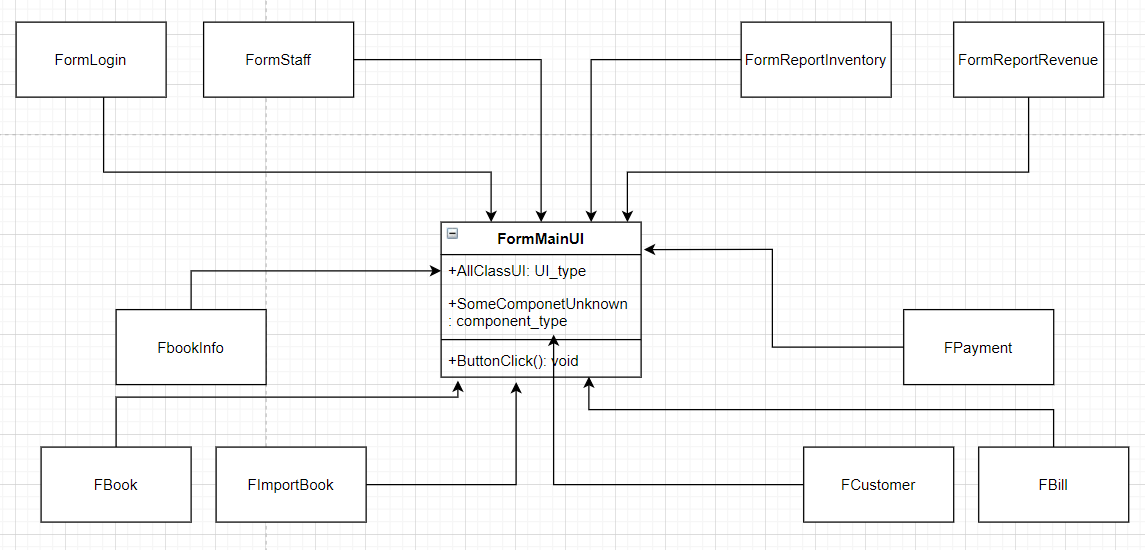 FormLogin
FormStaff
FormReportInventory
FormReportRevenue
FormMainUI
+AllClassUI: UI_type
+SomeComponetUnknown
: component_type
+ButtonClick(): void
FbookInfo
FPayment
FBook
FImportBook
FCustomer
FBill